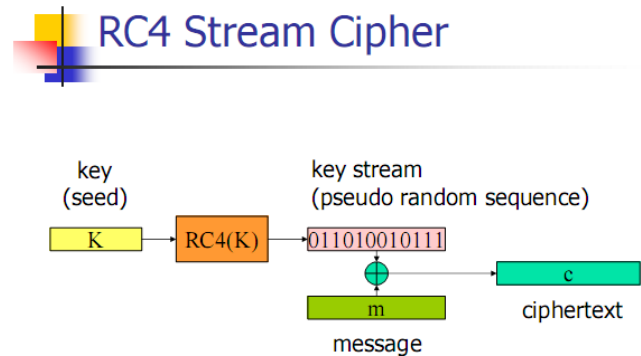 RC4 Stream Cipher
key
(seed)
key stream
(pseudo random sequence)
K
RC4(K)
011010010111
c
m
ciphertext
message